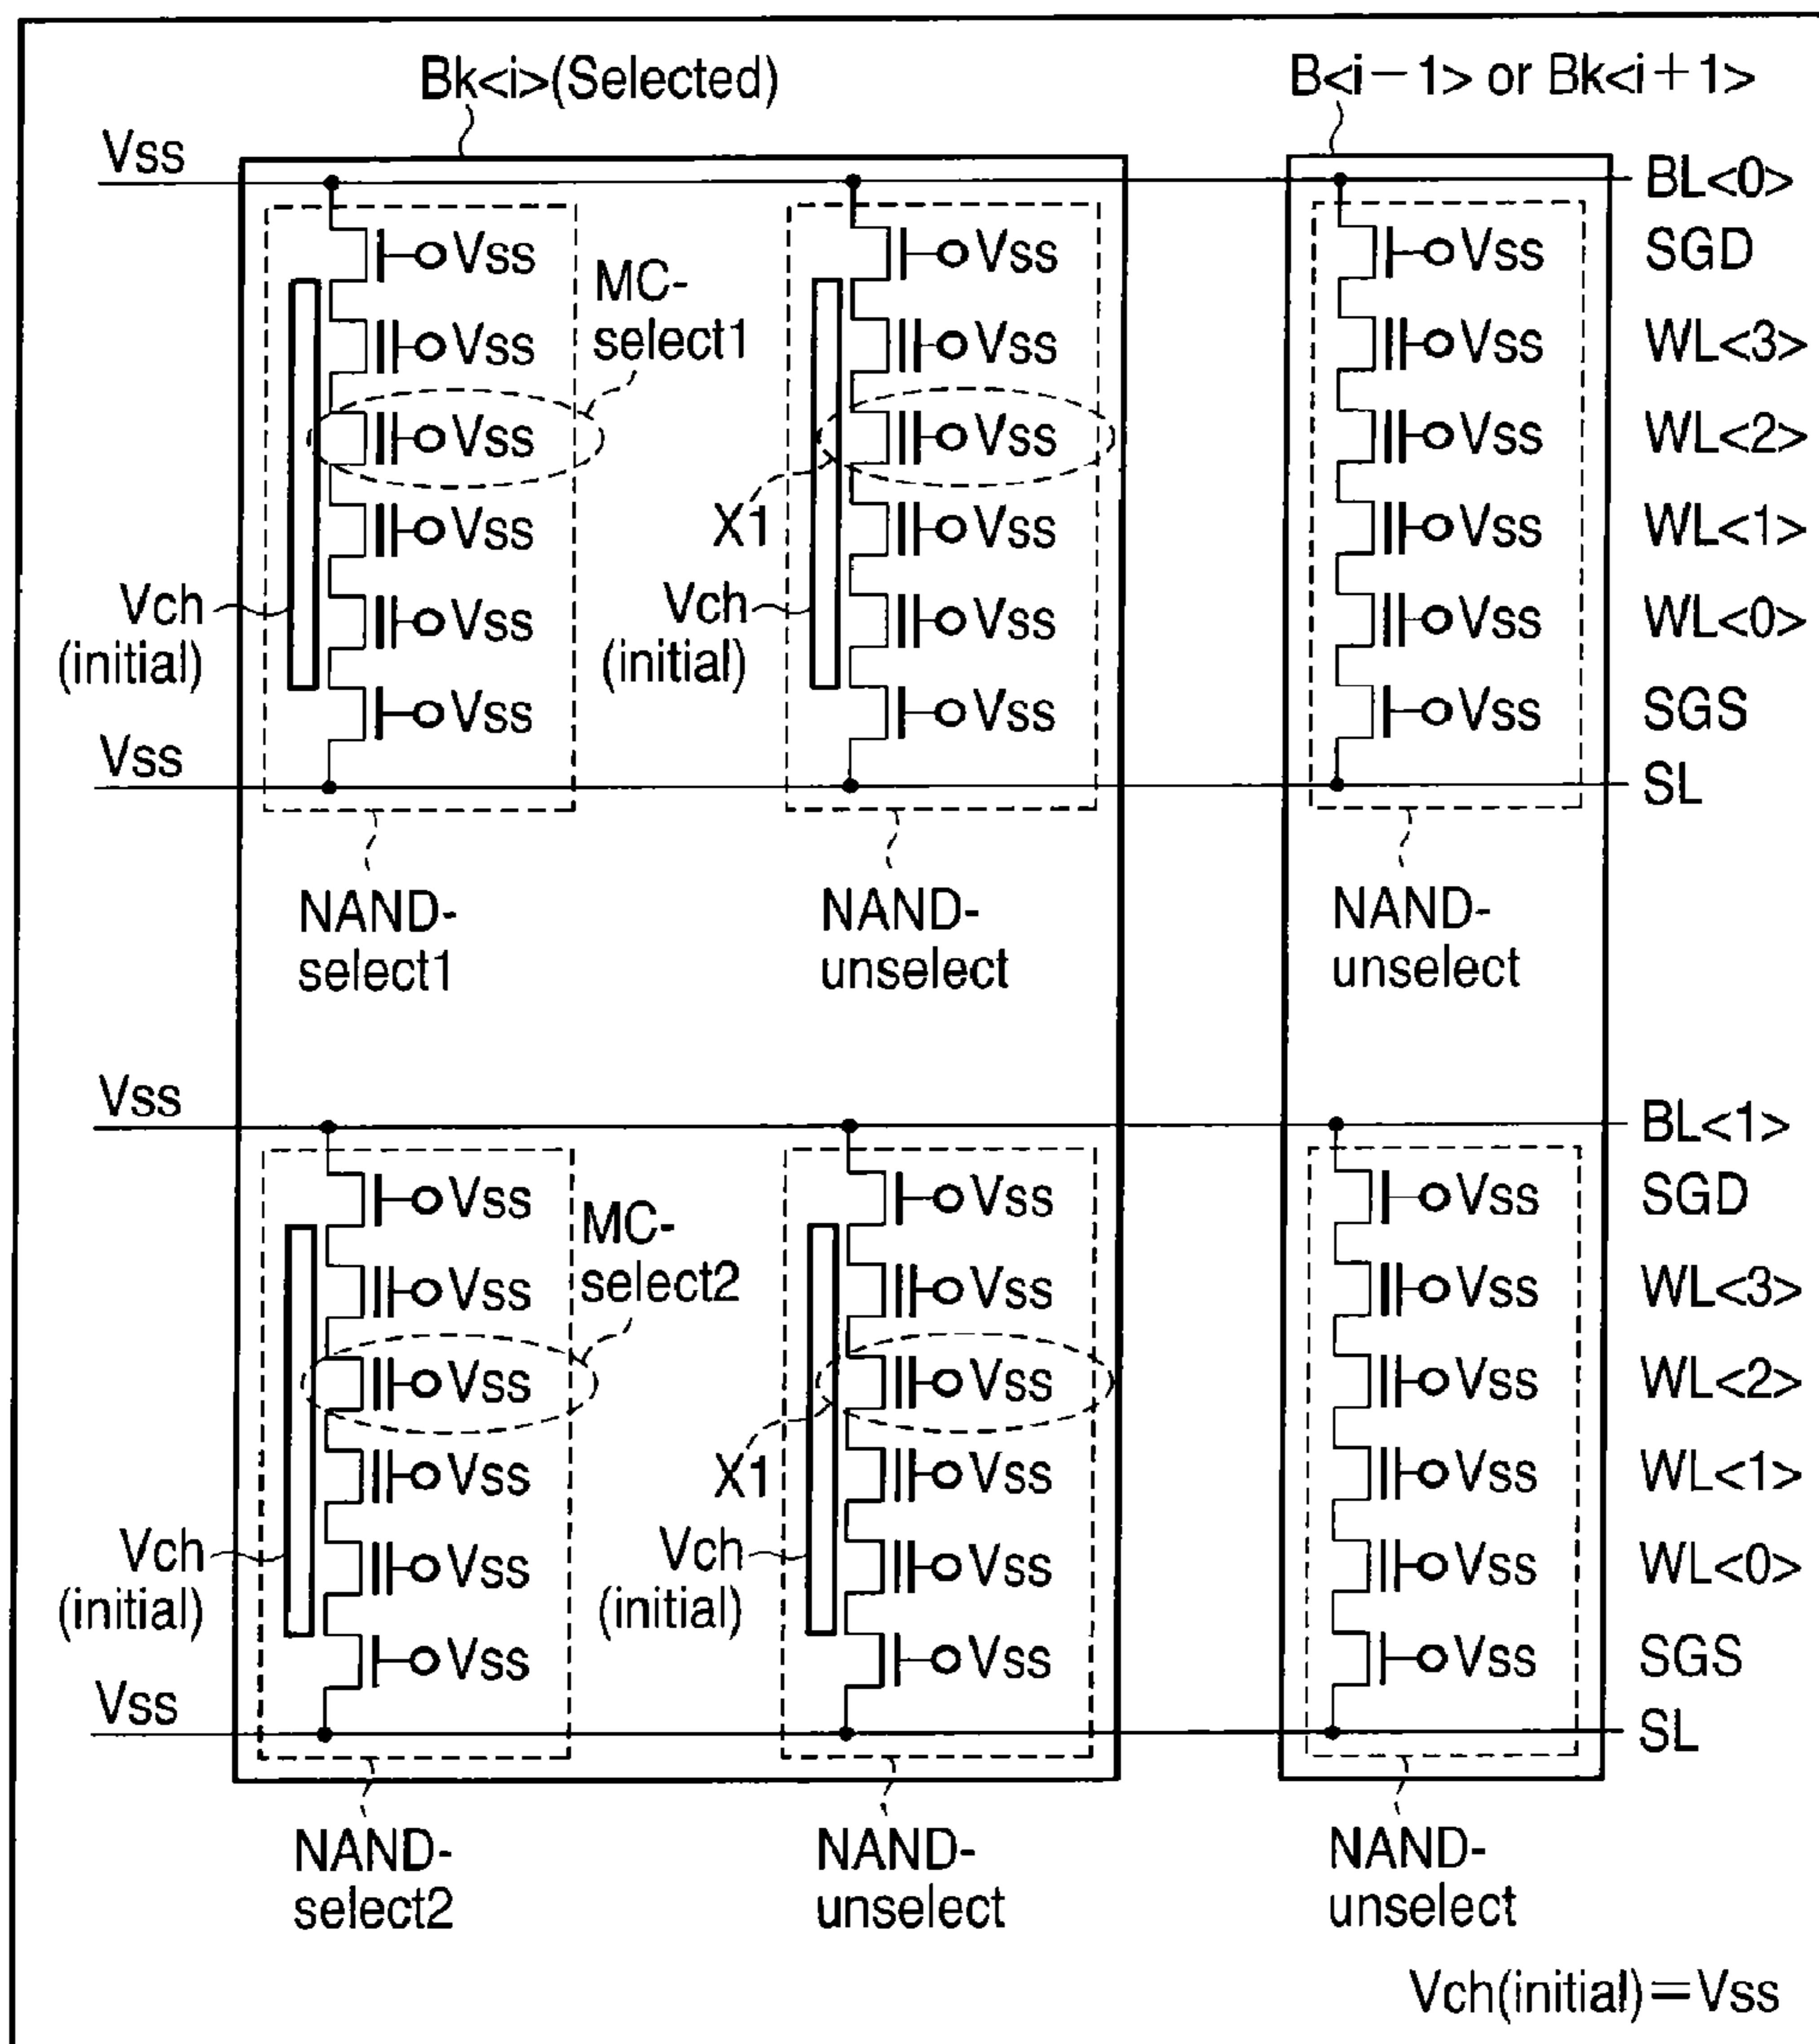 Bk<i>(Selected)
B<i-1> or Bk<i+1>
Vss
BL<0>
Vss Vss Vss SGD
MC-
select1
Vss Vss Vss WL<3>
Vss Vss Vss WL<2>
X1
Vss Vss Vss WL<1>
Vch
(initial)
Vch
(initial)
Vss Vss Vss WL<0>
Vss Vss Vss SGS
Vss
SL
NAND-
select1
NAND-
unselect
NAND-
unselect
Vss
BL<1>
Vss Vss Vss SGD
MC-
select2
Vss Vss Vss WL<3>
Vss Vss Vss WL<2>
X1
Vss Vss Vss WL<1>
Vch
(initial)
Vch
(initial)
Vss Vss Vss WL<0>
Vss Vss Vss SGS
Vss
SL
NAND-
select2
NAND-
unselect
NAND-
unselect
Vch(initial)=Vss